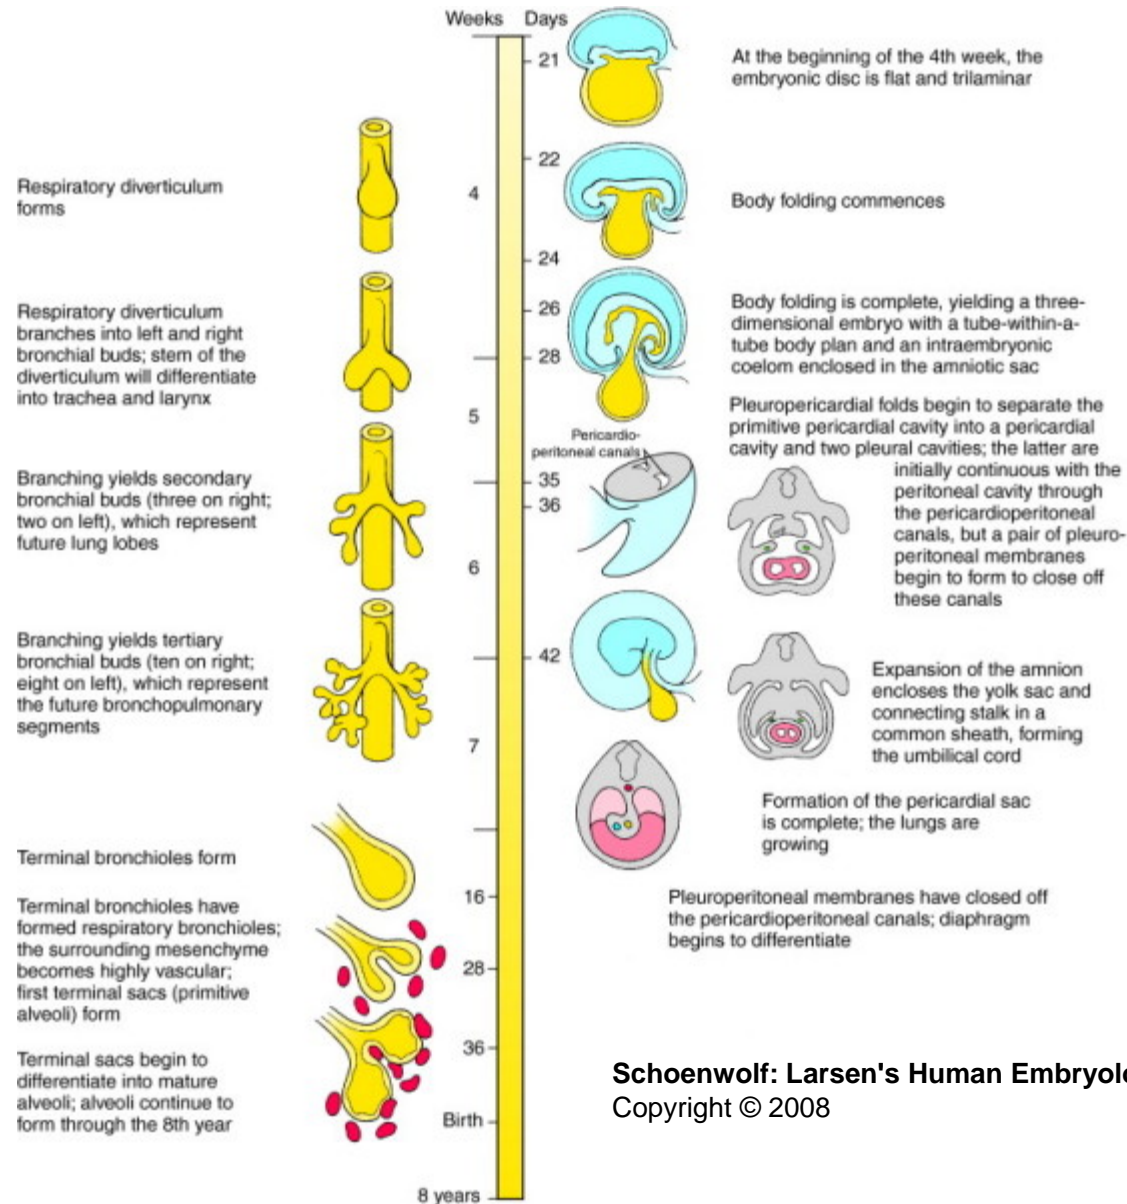 Weeks Days
21
22
4
24
26
28
5
35
36
6
42
7
16
28
36
Birth
8 years
Respiratory diverticulum
forms
Respiratory diverticulum
branches into left and right
bronchial buds; stem of the
diverticulum will differentiate
into trachea and larynx
Branching yields secondary
bronchial buds (three on right;
two on left), which represent
future lung lobes
Branching yields tertiary
bronchial buds (ten on right;
eight on left), which represent
the future bronchopulmonary
segments
Terminal bronchioles form
Terminal bronchioles have
formed respiratory bronchioles;
the surrounding mesenchyme
becomes highly vascular;
first terminal sacs (primitive
alveoli) form
Terminal sacs begin to
differentiate into mature
alveoli; alveoli continue to
form through the 8th year
At the beginning of the 4th week, the
embryonic disc is flat and trilaminar
Body folding commences
Body folding is complete, yielding a three-
dimensional embryo with a tube-within-a-
tube body plan and an intraembryonic
coelom enclosed in the amniotic sac
Pericardio-
peritoneal canals
Pleuropericardial folds begin to separate the
primitive pericardial cavity into a pericardial
cavity and two pleural cavities; the latter are
initially continuous with the
peritoneal cavity through
the pericardioperitoneal
canals, but a pair of pleuro-
peritoneal membranes
begin to form to close off
these canals
Expansion of the amnion
encloses the yolk sac and
connecting stalk in a
common sheath, forming
the umbilical cord
Formation of the pericardial sac
is complete; the lungs are
growing
Pleuroperitoneal membranes have closed off
the pericardioperitoneal canals; diaphragm
begins to differentiate
Schoenwolf: Larsen's Human
Copyright © 2008